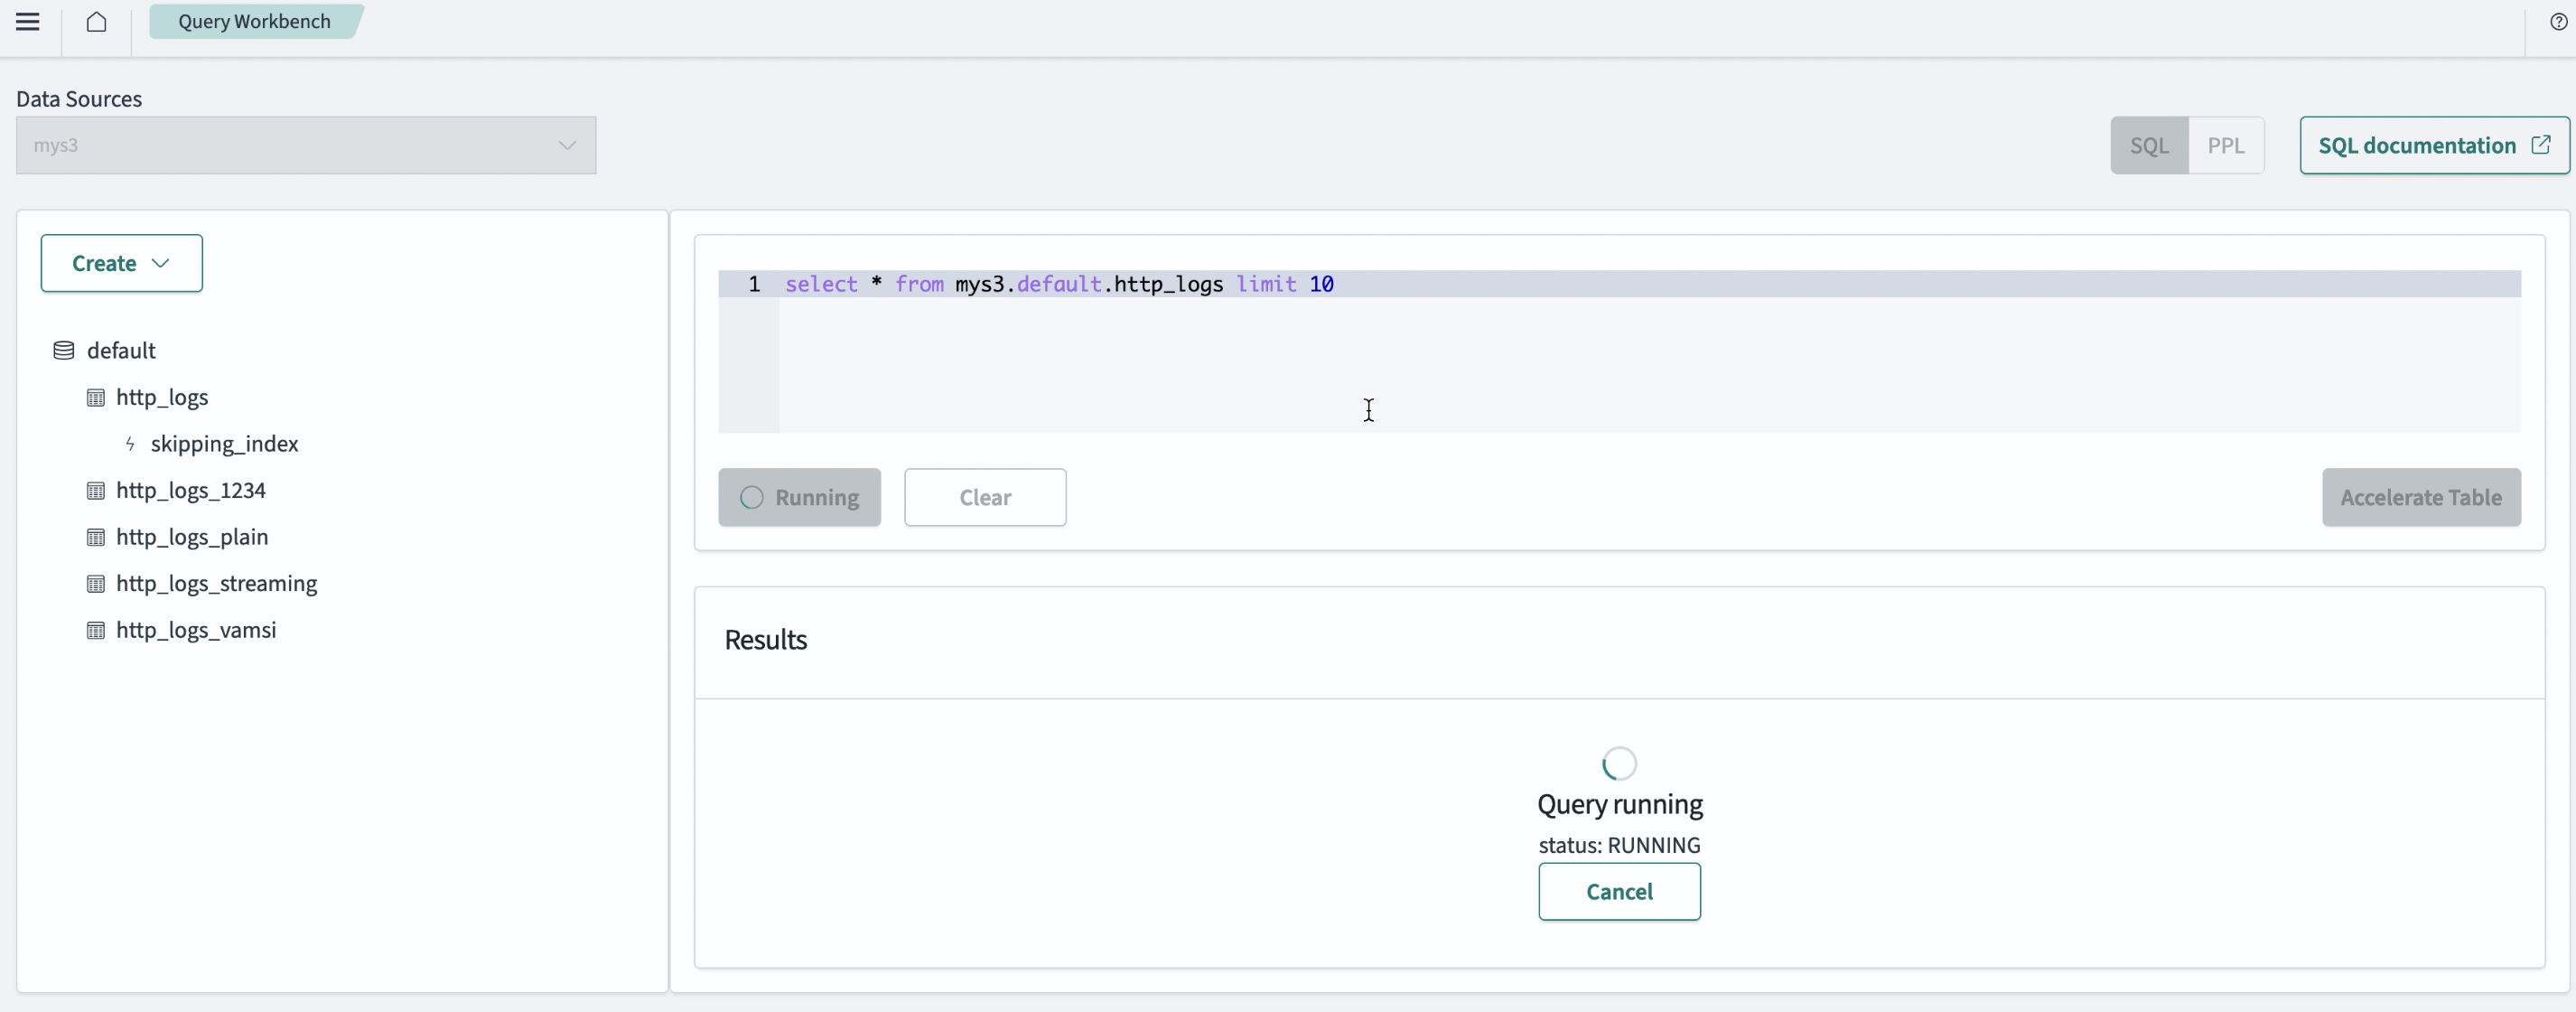 Query Workbench
Data Sources
mys3
SQL PPL SQL documentation
Create
default
http_logs
skipping_index
http_logs_1234
http_logs_plain
http_logs_streaming
http_logs_vamsi
1 select * from mys3.default.http_logs limit 10
Running Clear Accelerate Table
Results
Query running
status: RUNNING
Cancel